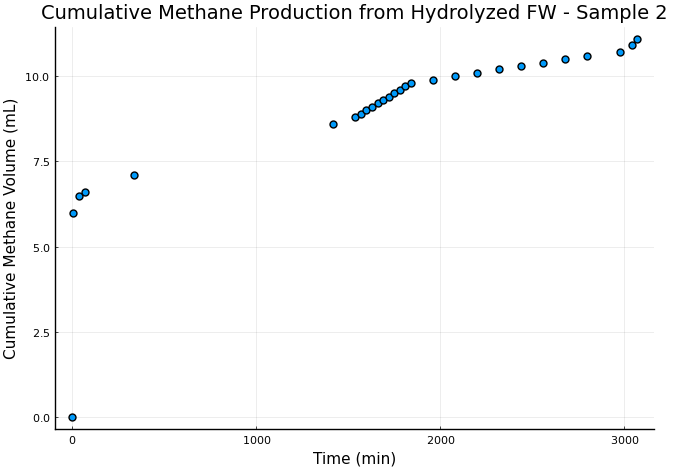 Cumulative Methane Production from Hydrolyzed FW - Sample 2
Cumulative Methane Volume (mL)
10.0
7.5
5.0
2.5
0.0
0 1000 2000 3000
Time (min)